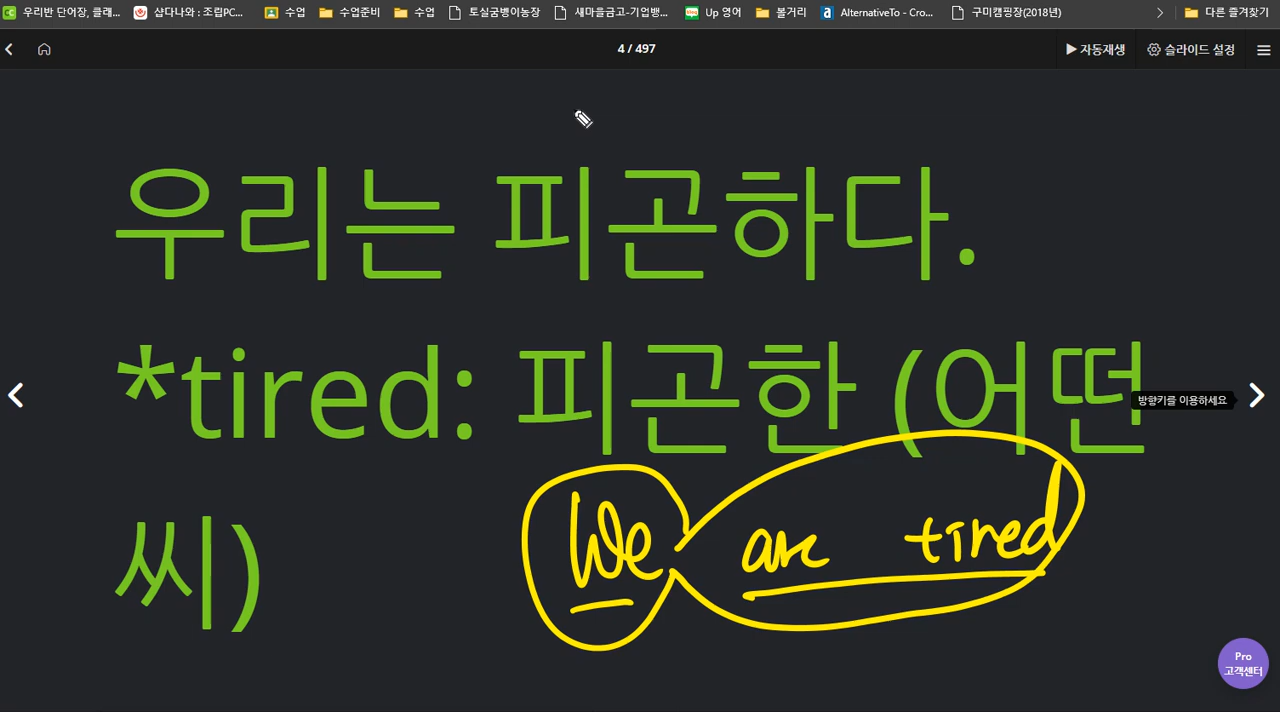 우리반 단어장, 클래... 샵다나와 : 조립PC... 수업 수업준비 수업 토실굼벵이농장 새마을금고-기업뱅... Up 영어 볼거리 AlternativeTo - Cro... 구미캠핑장(2018년) 다른 즐겨찾기
4 / 497 자동재생 슬라이드 설정
우리는 피곤하다.
*tired: 피곤한 (어떤
방향키를 이용하세요
씨)
We are tired
Pro
고객센터